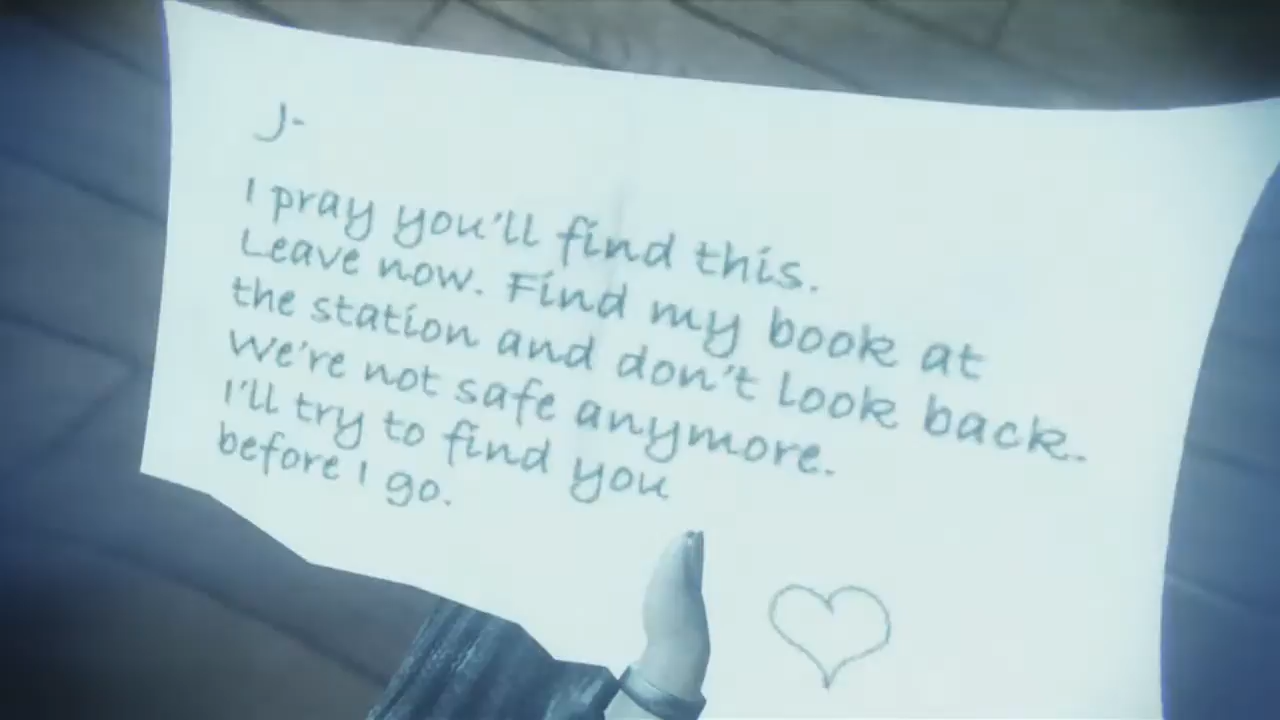 J-
I pray you'll find this.
Leave now. Find my book at
the station and don't look back.
We're not safe anymore.
I'll try to find you
before I go.